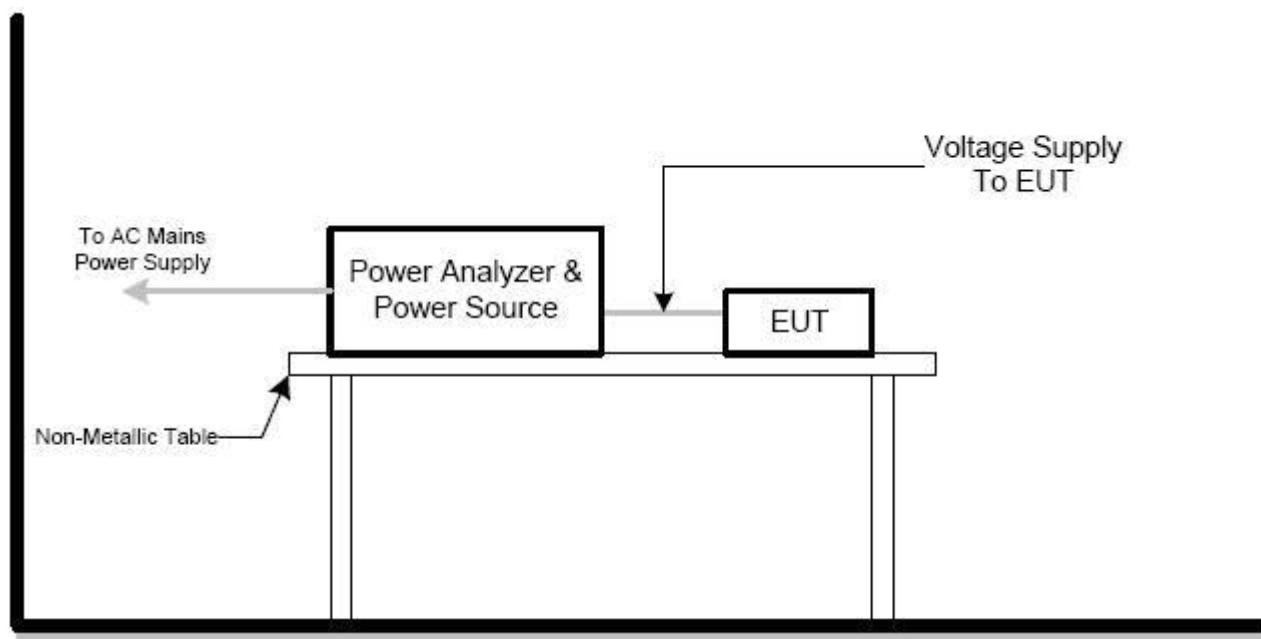 Voltage Supply
To EUT
To AC Mains
Power Supply
Power Analyzer &
Power Source
EUT
Non-Metallic Table